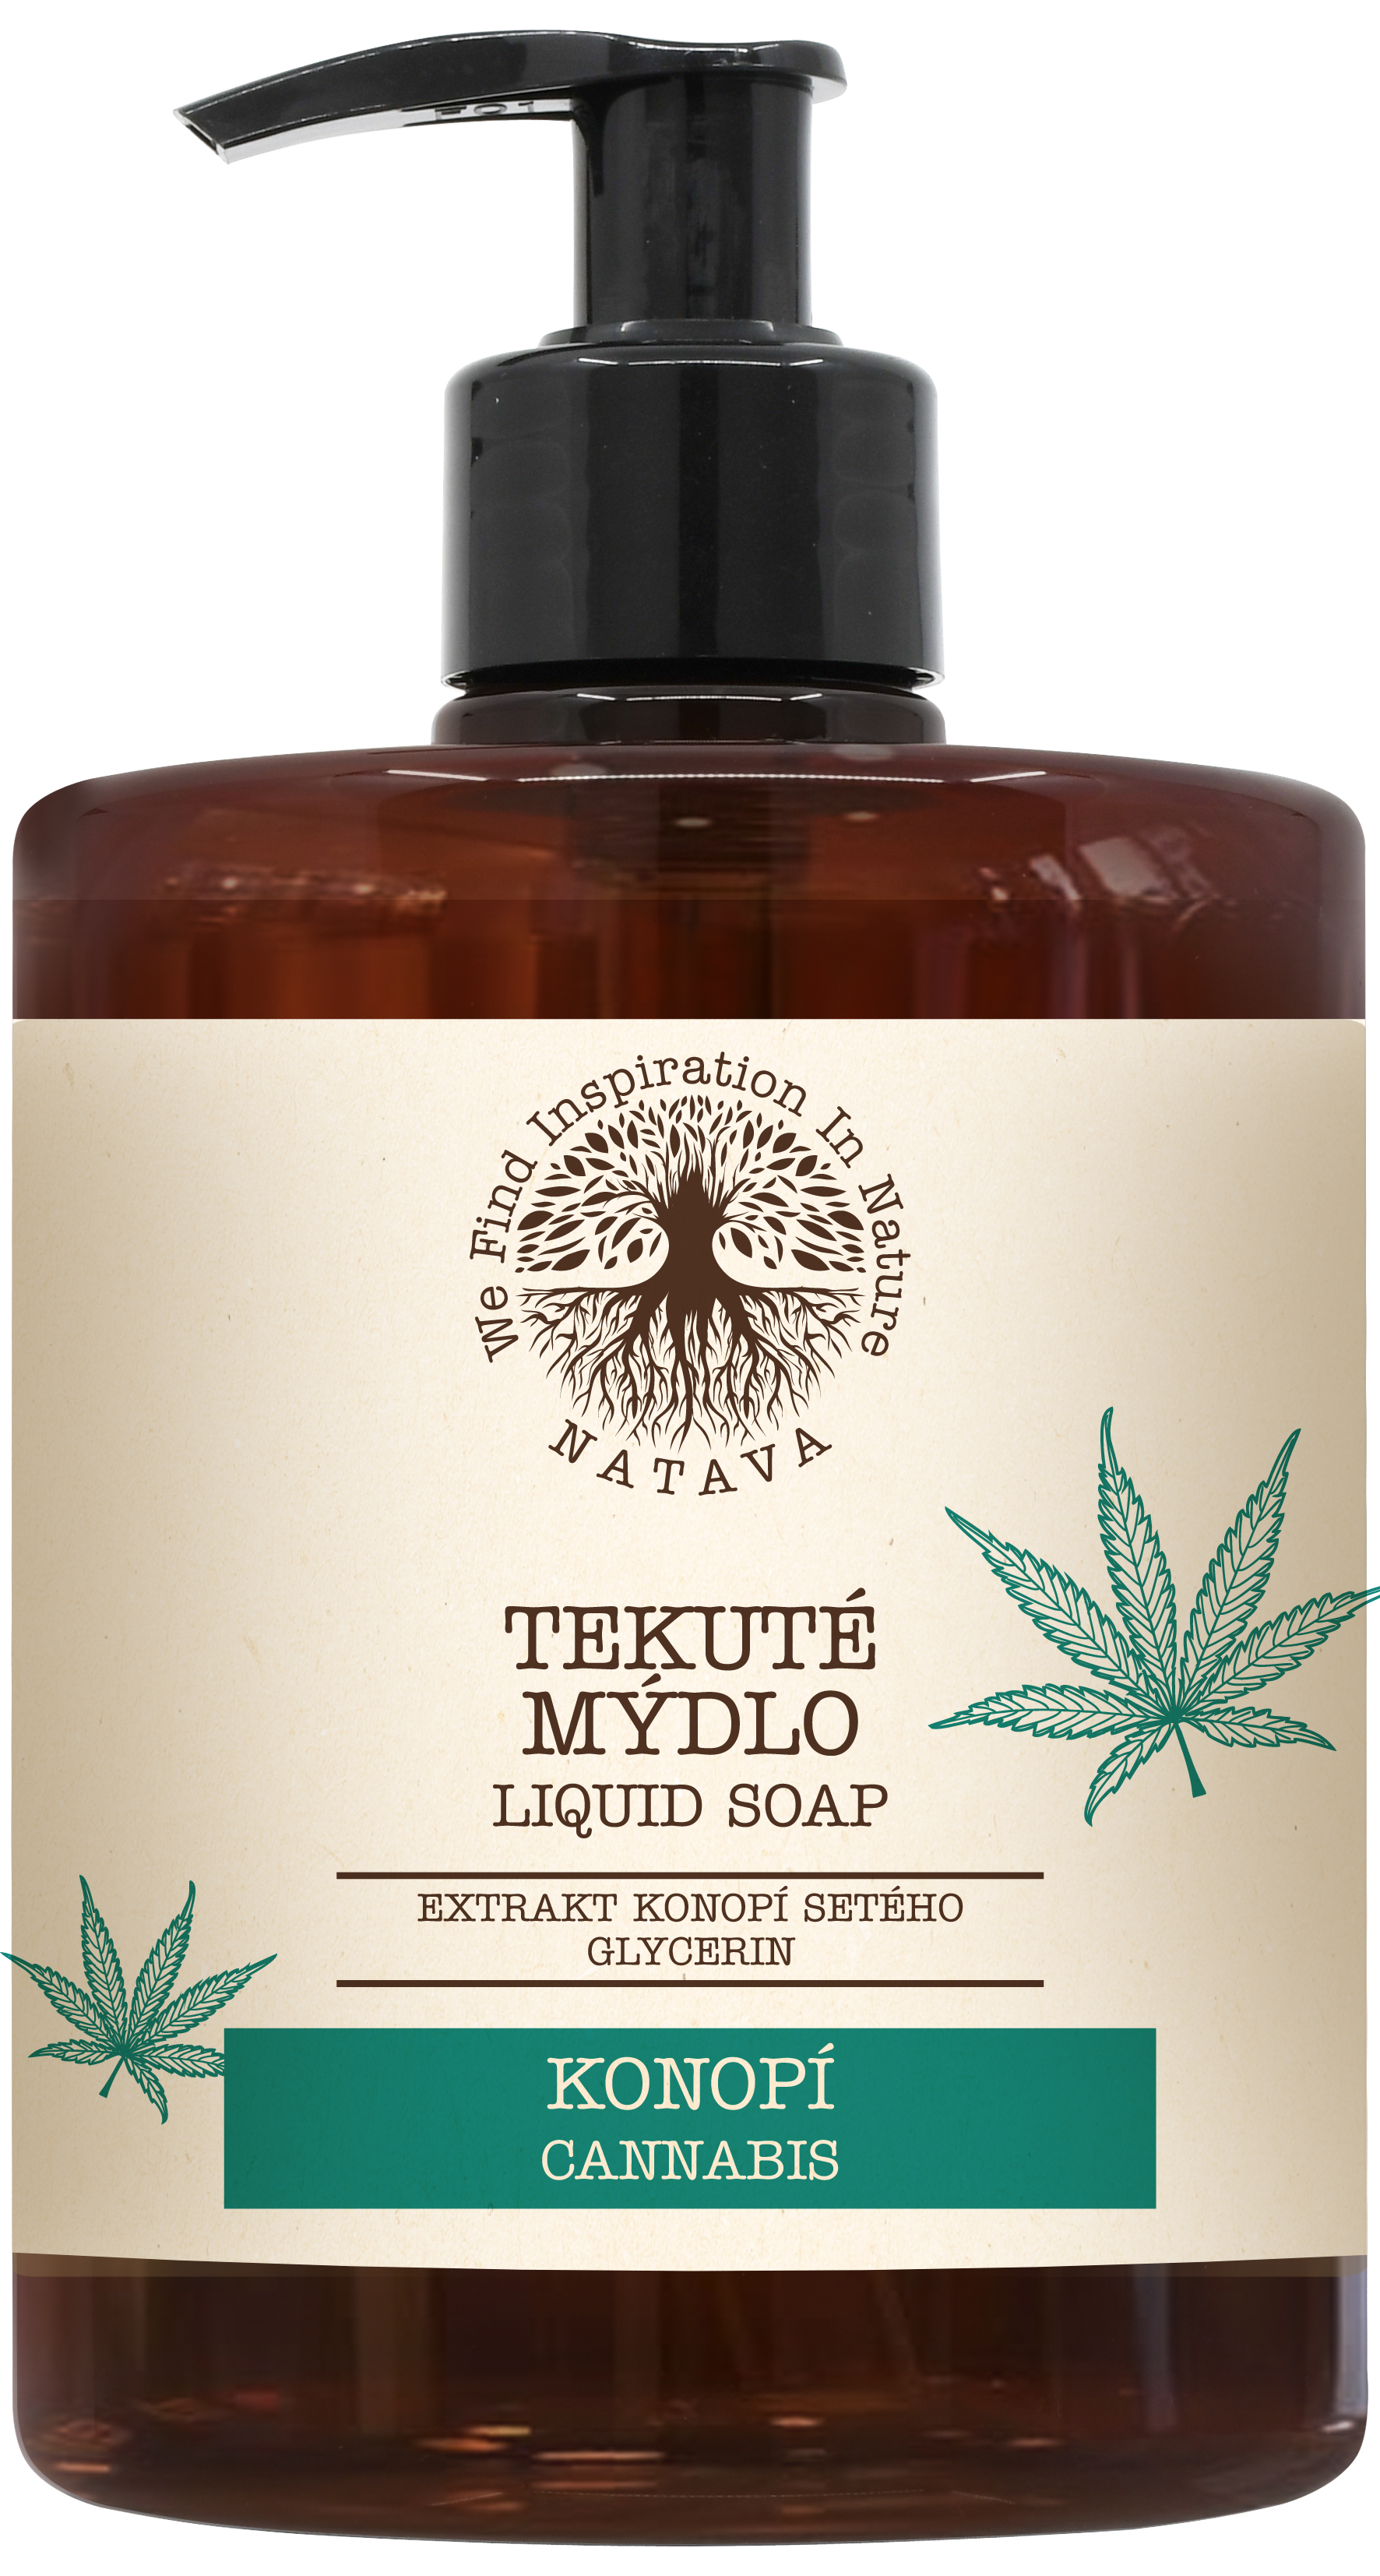 We Find Inspiration In Nature
NATAVA
TEKUTÉ
MÝDLO
LIQUID SOAP
EXTRAKT KONOPÍ SETÉHO
GLYCERIN
KONOPÍ
CANNABIS